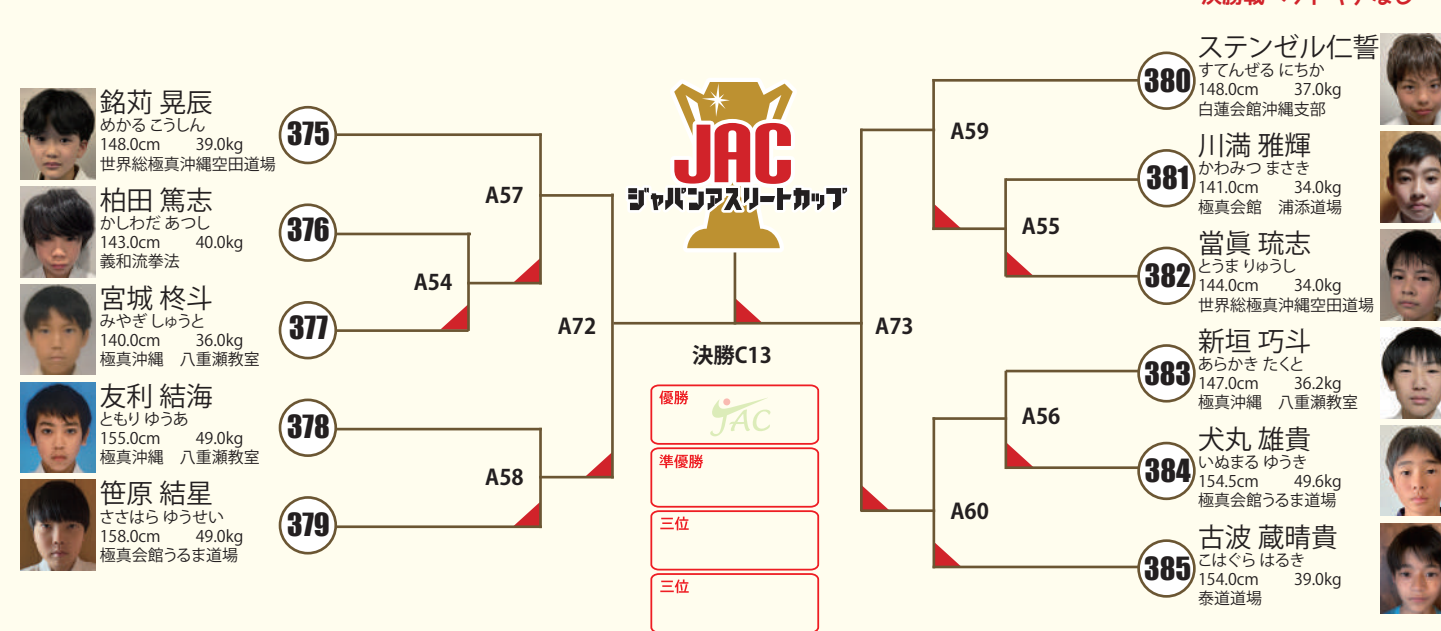 銘苅 晃辰
めかる こうしん
148.0cm 39.0kg
世界総極真沖縄空田道場
375
柏田 篤志
かしわだ あつし
143.0cm 40.0kg
義和流拳法
376
宮城 柊斗
みやぎ しゅうと
140.0cm 36.0kg
極真沖縄 八重瀬教室
377
友利 結海
ともり ゆうあ
155.0cm 49.0kg
極真沖縄 八重瀬教室
378
笹原 結星
ささはら ゆうせい
158.0cm 49.0kg
極真会館うるま道場
379
A57
A54
A72
A58
JAC
ジャパンアスリートカップ
決勝C13
優勝
JAC
準優勝
三位
三位
A59
A55
A73
A56
A60
380
ステンゼル仁誓
すてんぜる にちか
148.0cm 37.0kg
白蓮会館沖縄支部
381
川満 雅輝
かわみつ まさき
141.0cm 34.0kg
極真会館 浦添道場
382
當眞 琉志
とうま りゅうし
144.0cm 34.0kg
世界総極真沖縄空田道場
383
新垣 巧斗
あらかき たくと
147.0cm 36.2kg
極真沖縄 八重瀬教室
384
犬丸 雄貴
いぬまる ゆうき
154.5cm 49.6kg
極真会館うるま道場
385
古波 蔵晴貴
こはぐら はるき
154.0cm 39.0kg
泰道道場